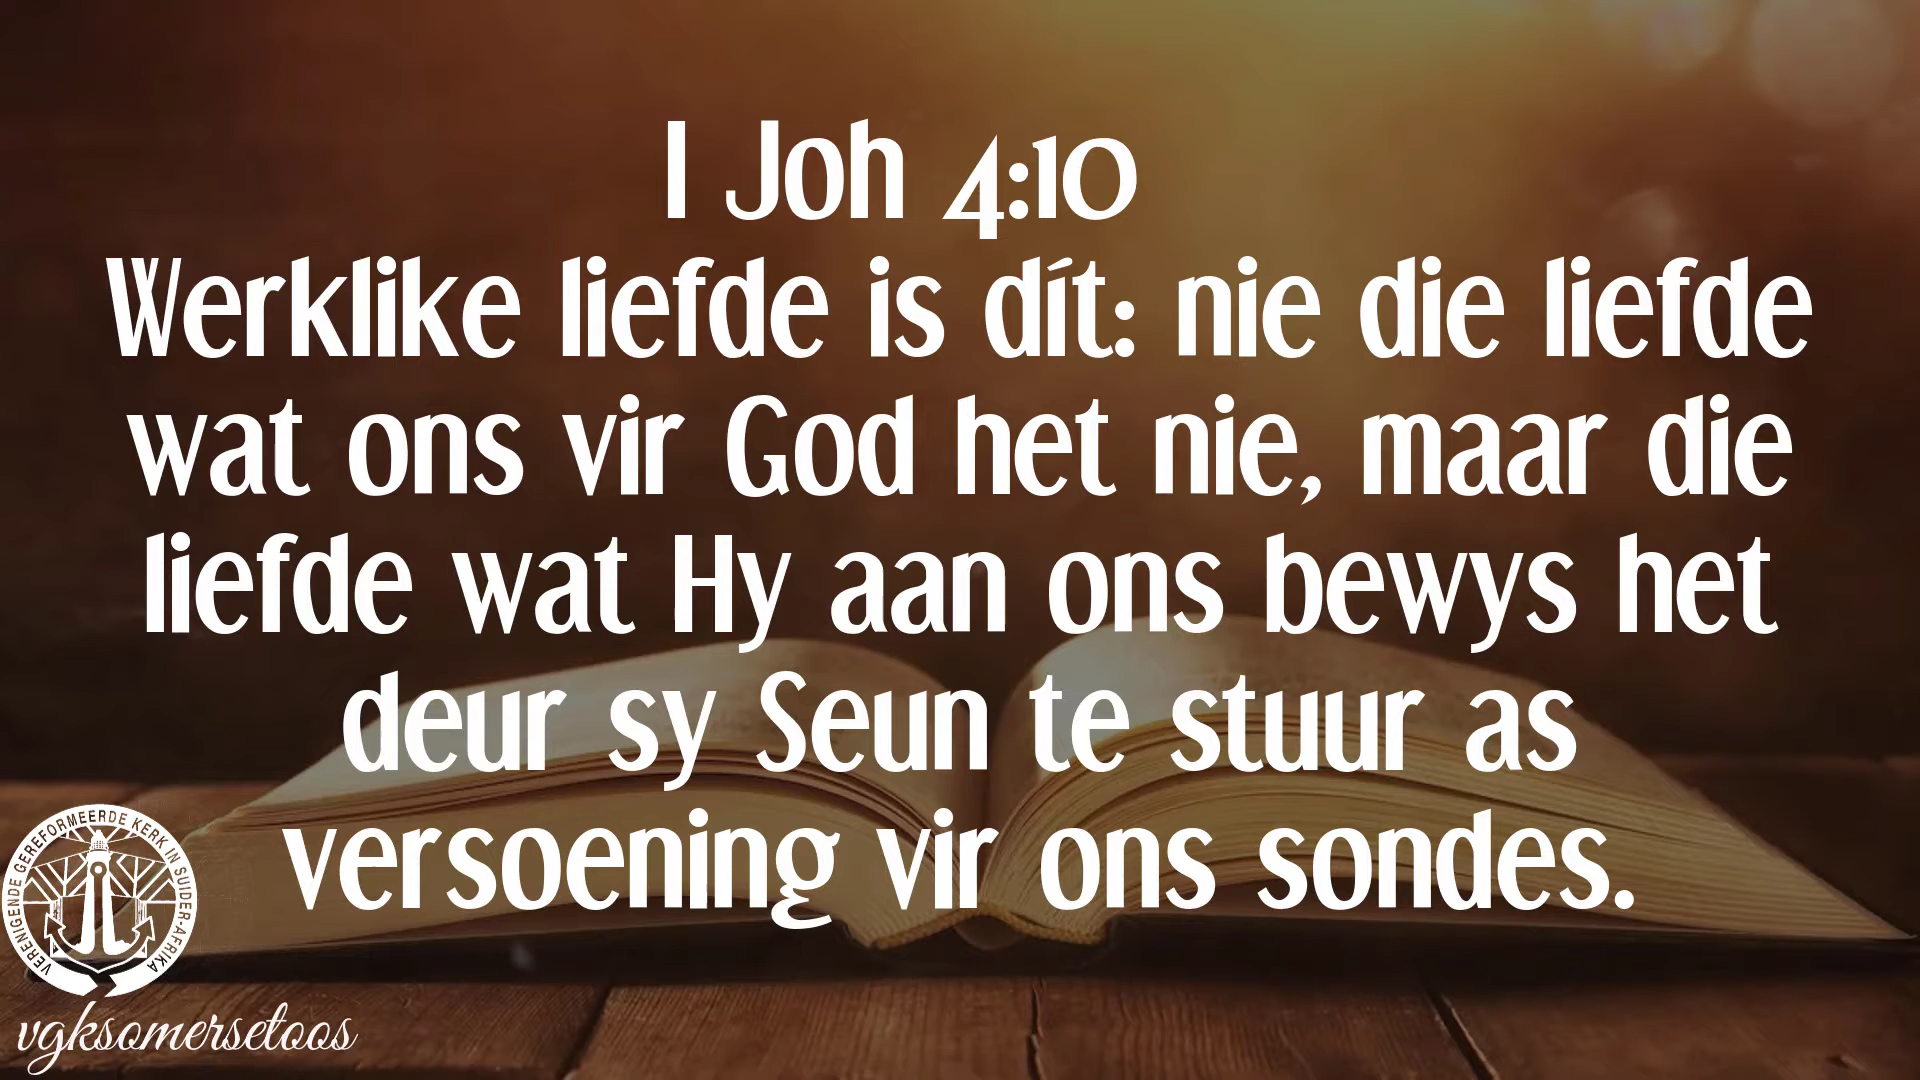 I Joh 4:10
Werklike liefde is dít: nie die liefde
wat ons vir God het nie, maar die
liefde wat Hy aan ons bewys het
deur sy Seun te stuur as
versoening vir ons sondes.
VERENIGENDE GEREFORMEERDE KERK IN SUIDER-AFRIKA
vgksomersetoos